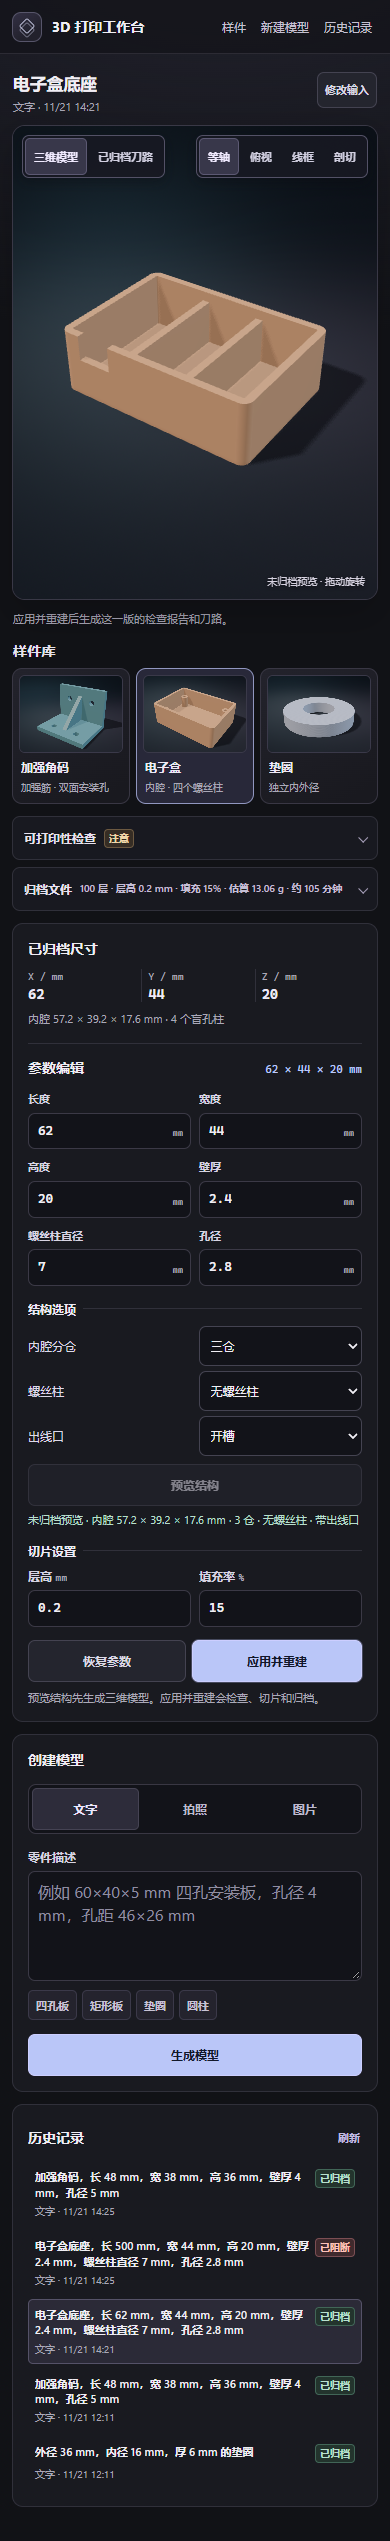 3D 打印工作台
样件 新建模型 历史记录
电子盒底座
文字 · 11/21 14:21
修改输入
三维模型 已归档刀路
等轴 俯视 线框 剖切
未归档预览 · 拖动旋转
应用并重建后生成这一版的检查报告和刀路。
样件库
加强角码
加强筋 · 双面安装孔
电子盒
内腔 · 四个螺丝柱
垫圆
独立内外径
可打印性检查 注意
归档文件 100 层 · 层高 0.2 mm · 填充 15% · 估算 13.06 g · 约 105 分钟
已归档尺寸
X / mm Y / mm Z / mm
62 44 20
内腔 57.2 × 39.2 × 17.6 mm · 4 个盲孔柱
参数编辑 62 × 44 × 20 mm
长度 宽度
62 mm 44 mm
高度 壁厚
20 mm 2.4 mm
螺丝柱直径 孔径
7 mm 2.8 mm
结构选项
内腔分仓 三仓
螺丝柱 无螺丝柱
出线口 开槽
预览结构
未归档预览 · 内腔 57.2 × 39.2 × 17.6 mm · 3 仓 · 无螺丝柱 · 带出线口
切片设置
层高 mm 填充率 %
0.2 15
恢复参数 应用并重建
预览结构先生成三维模型。应用并重建会检查、切片和归档。
创建模型
文字 拍照 图片
零件描述
例如 60×40×5 mm 四孔安装板，孔径 4
mm，孔距 46×26 mm
四孔板 矩形板 垫圈 圆柱
生成模型
历史记录 刷新
加强角码，长 48 mm，宽 38 mm，高 36 mm，壁厚 4
mm，孔径 5 mm
已归档
文字 · 11/21 14:25
电子盒底座，长 500 mm，宽 44 mm，高 20 mm，壁厚
2.4 mm，螺丝柱直径 7 mm，孔径 2.8 mm
已阻断
文字 · 11/21 14:25
电子盒底座，长 62 mm，宽 44 mm，高 20 mm，壁厚
2.4 mm，螺丝柱直径 7 mm，孔径 2.8 mm
已归档
文字 · 11/21 14:21
加强角码，长 48 mm，宽 38 mm，高 36 mm，壁厚 4
mm，孔径 5 mm
已归档
文字 · 11/21 12:11
外径 36 mm，内径 16 mm，厚 6 mm 的垫圈
已归档
文字 · 11/21 12:11